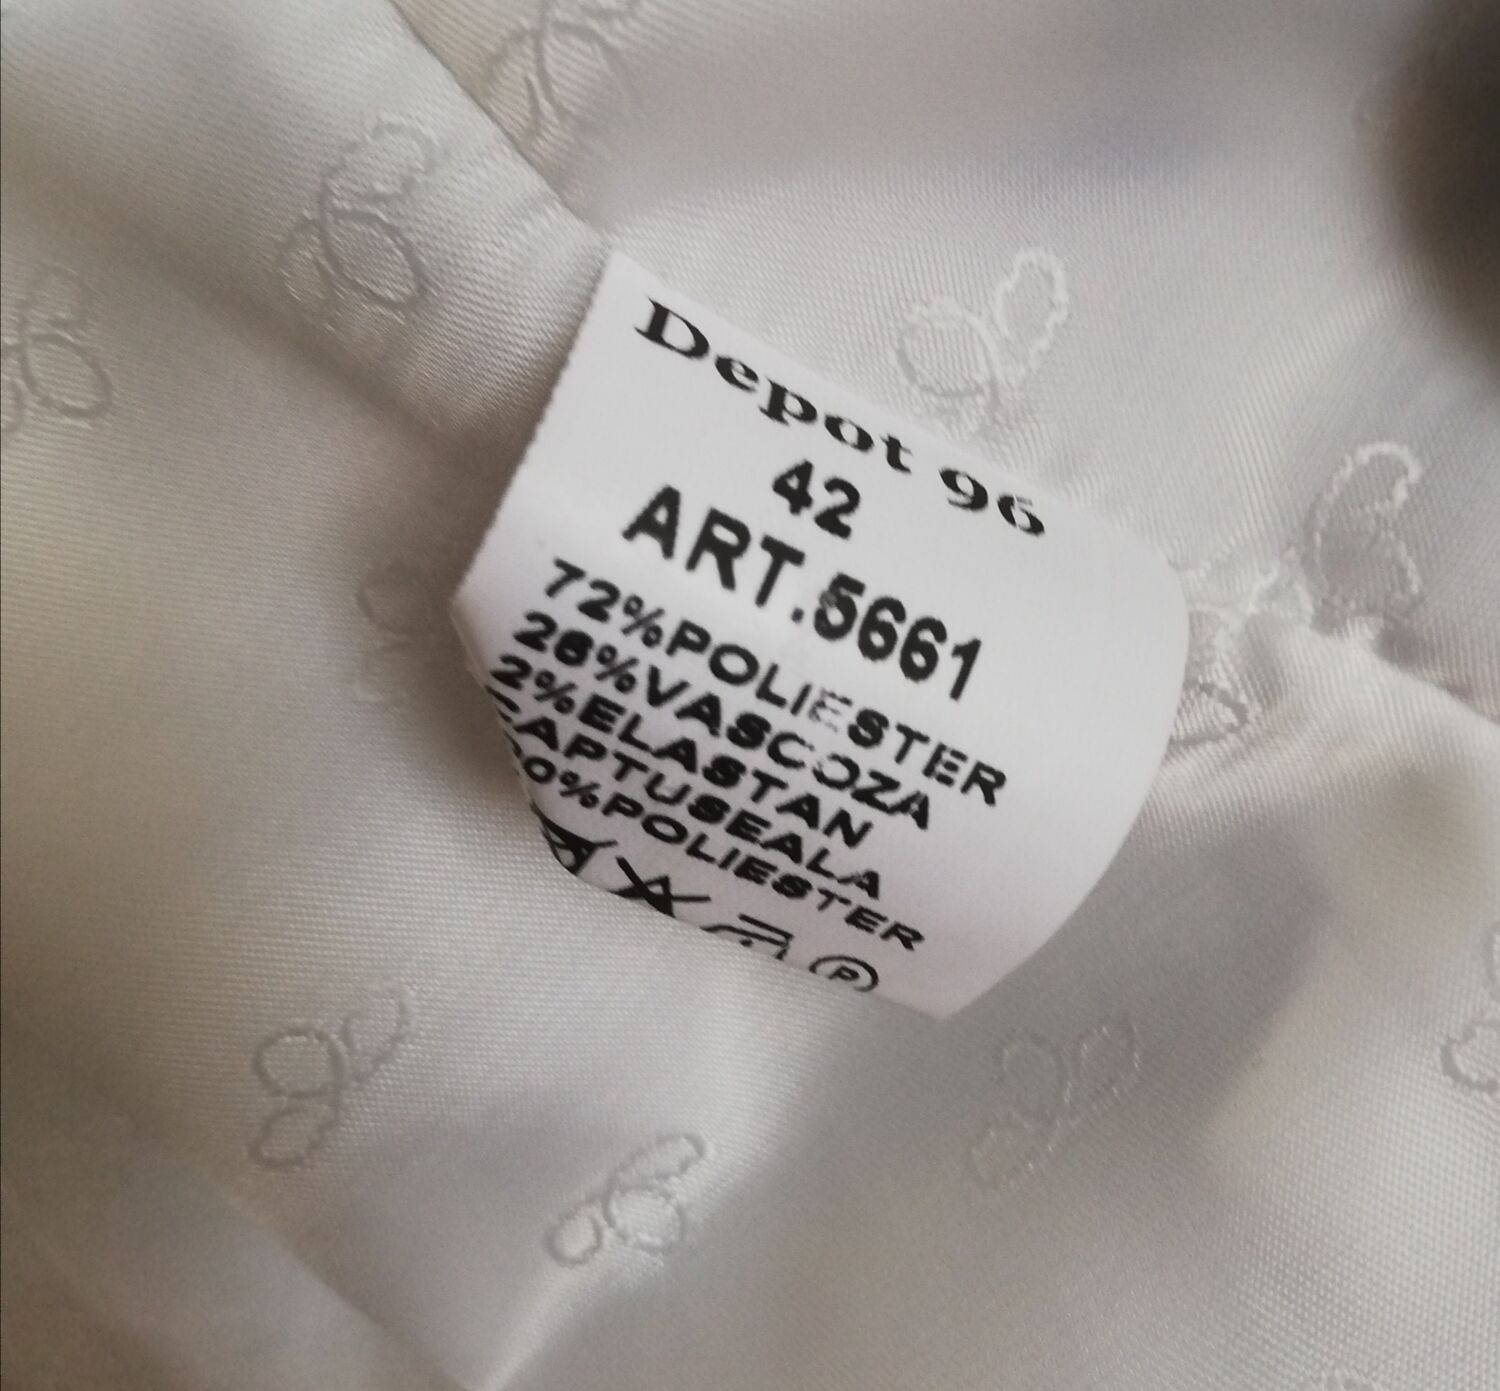 Depot 96
42
ART.5661
72%POLIESTER
26%VASCOZA
2%ELASTAN
CAPTUSEALA
%POLIESTER
P